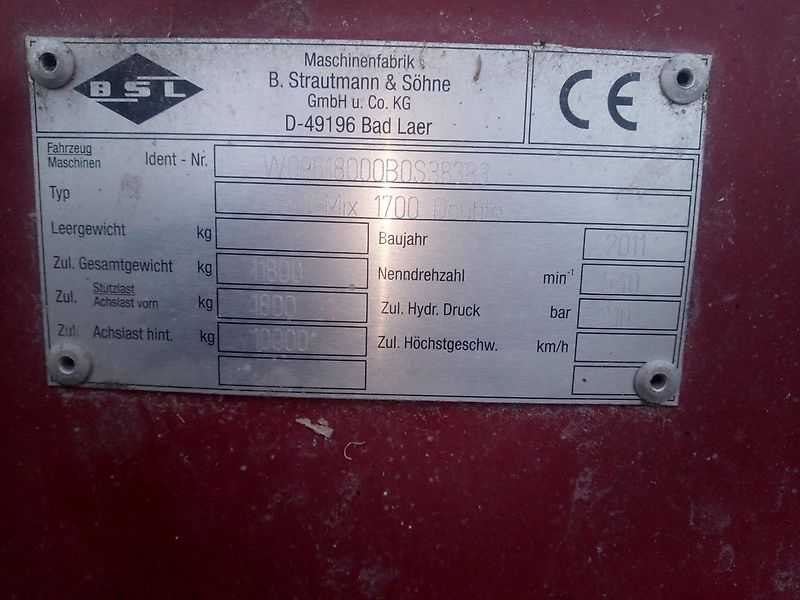 BSL
Maschinenfabrik
B. Strautmann & Söhne
GmbH u. Co. KG
D-49196 Bad Laer
CE
Fahrzeug
Maschinen
Ident - Nr. W09618000B0S38383
Typ Mix 1700 Double
Leergewicht kg
Baujahr 2011
Zul. Gesamtgewicht kg 11800
Nenndrehzahl min-1 540
Zul. Stützlast
Achslast vorn kg 1800
Zul. Hydr. Druck bar
Zul. Achslast hint. kg 10000
Zul. Höchstgeschw. km/h